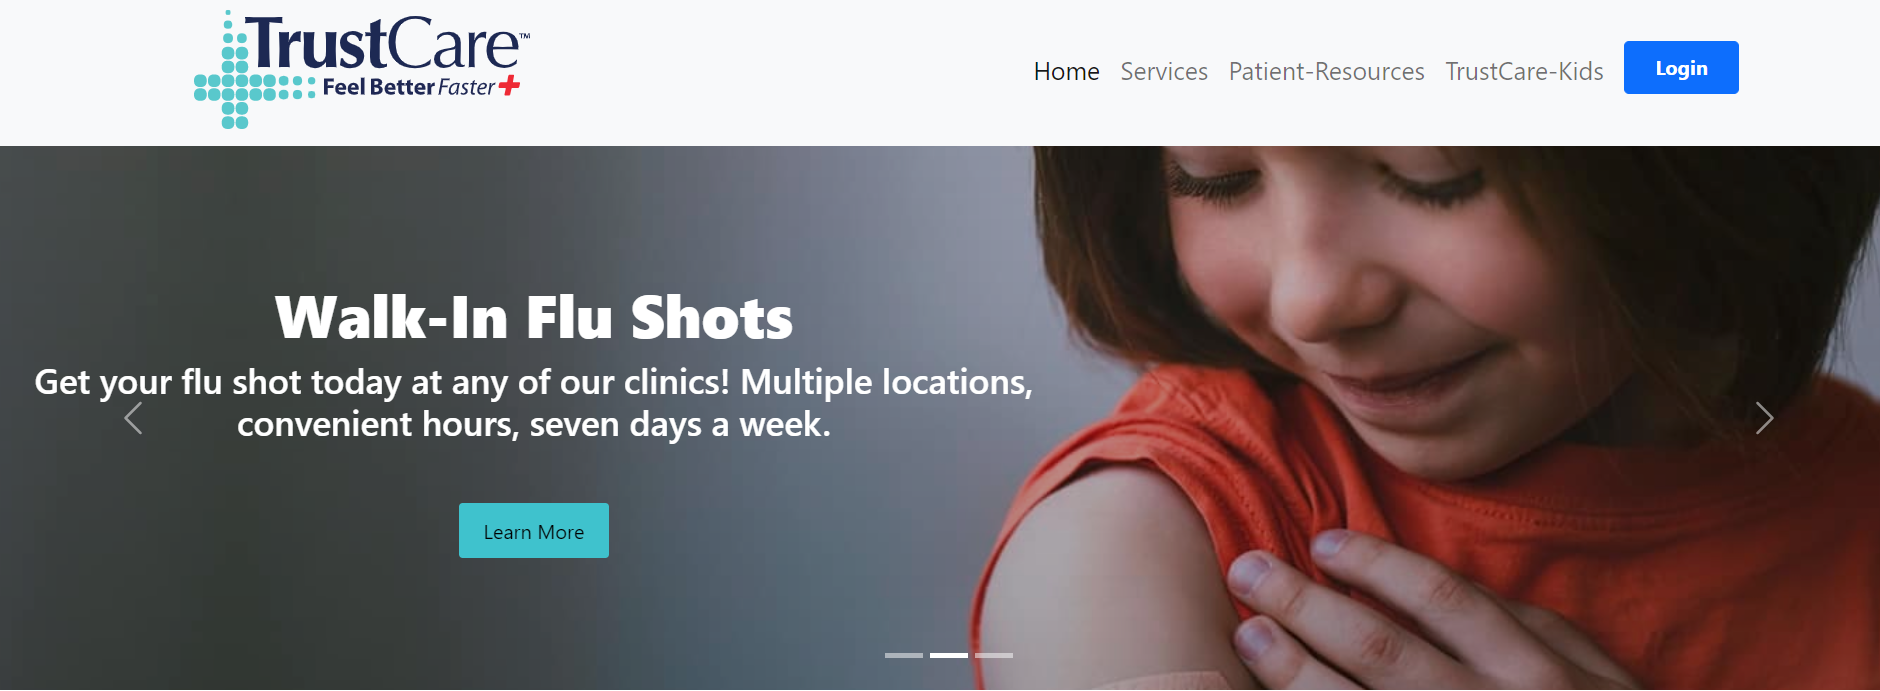 TrustCare™
Feel Better Faster
Home Services Patient-Resources TrustCare-Kids Login
Walk-In Flu Shots
Get your flu shot today at any of our clinics! Multiple locations,
convenient hours, seven days a week.
Learn More